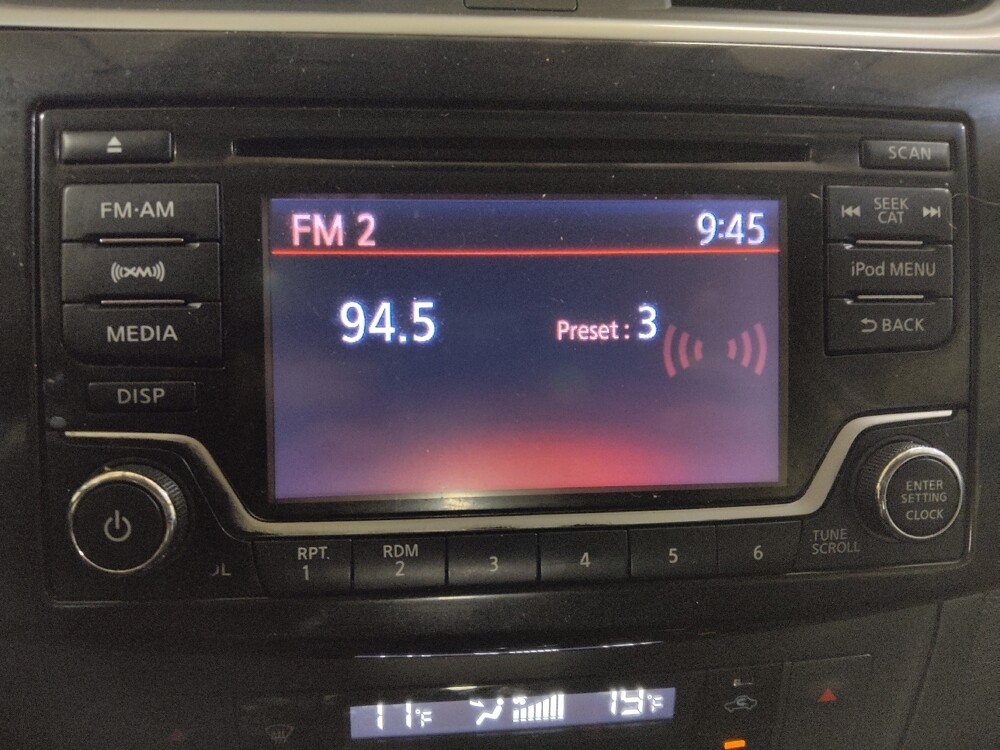 SCAN
FM·AM
SEEK
CAT
XM
iPod MENU
MEDIA
BACK
DISP
FM 2
9:45
94.5
Preset : 3
ENTER
SETTING
CLOCK
TUNE
SCROLL
RPT.
1
RDM
2
3
4
5
6
°F
°F